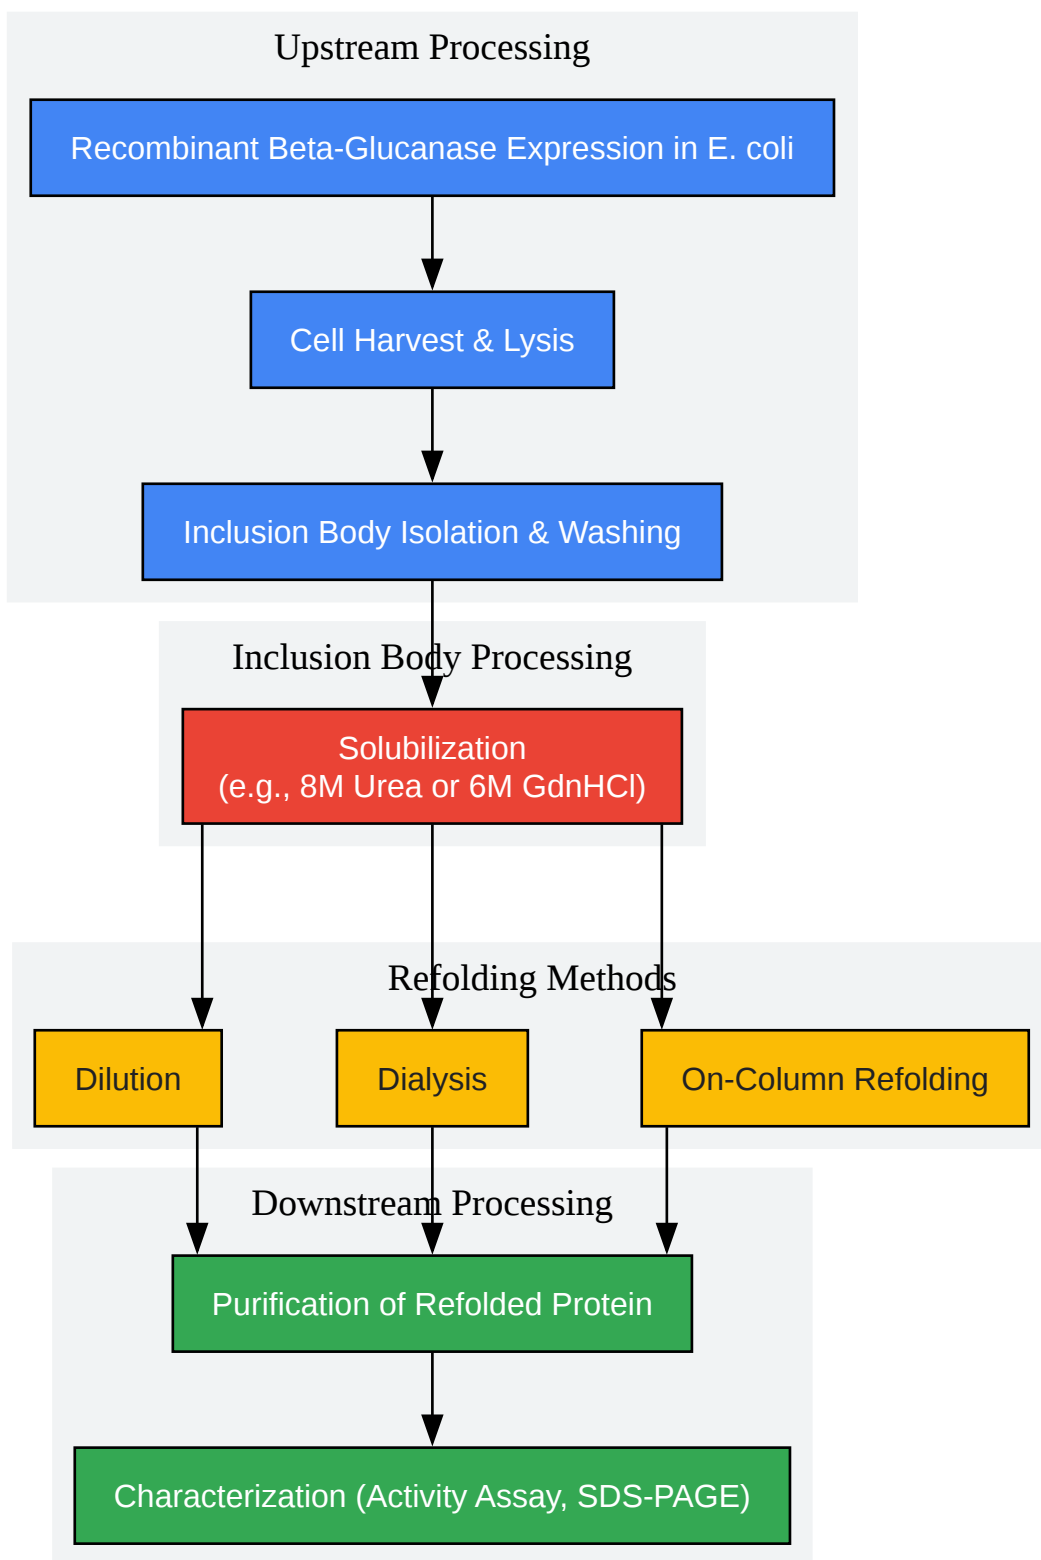 Upstream Processing
Recombinant Beta-Glucanase Expression in E. coli
Cell Harvest & Lysis
Inclusion Body Isolation & Washing
Inclusion Body Processing
Solubilization
(e.g., 8M Urea or 6M GdnHCl)
Refolding Methods
Dilution
Dialysis
On-Column Refolding
Downstream Processing
Purification of Refolded Protein
Characterization (Activity Assay, SDS-PAGE)